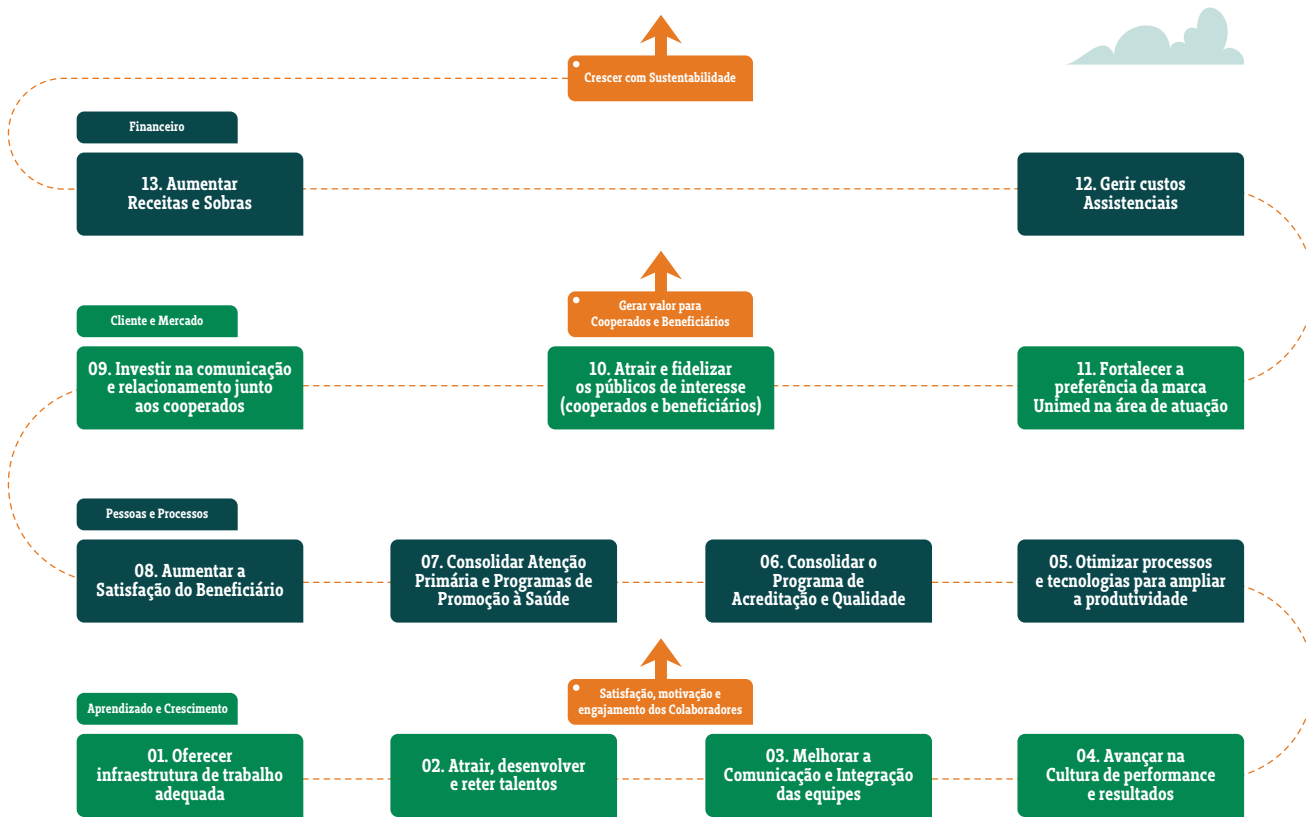 Crescer com Sustentabilidade
Financeiro
13. Aumentar
Receitas e Sobras
12. Gerir custos
Assistenciais
Gerar valor para
Cooperados e Beneficiários
Cliente e Mercado
09. Investir na comunicação
e relacionamento junto
aos cooperados
10. Atrair e fidelizar
os públicos de interesse
(cooperados e beneficiários)
11. Fortalecer a
preferência da marca
Unimed na área de atuação
Pessoas e Processos
08. Aumentar a
Satisfação do Beneficiário
07. Consolidar Atenção
Primária e Programas de
Promoção à Saúde
06. Consolidar o
Programa de
Acreditação e Qualidade
05. Otimizar processos
e tecnologias para ampliar
a produtividade
Satisfação, motivação e
engajamento dos Colaboradores
Aprendizado e Crescimento
01. Oferecer
infraestrutura de trabalho
adequada
02. Atrair, desenvolver
e reter talentos
03. Melhorar a
Comunicação e Integração
das equipes
04. Avançar na
Cultura de performance
e resultados